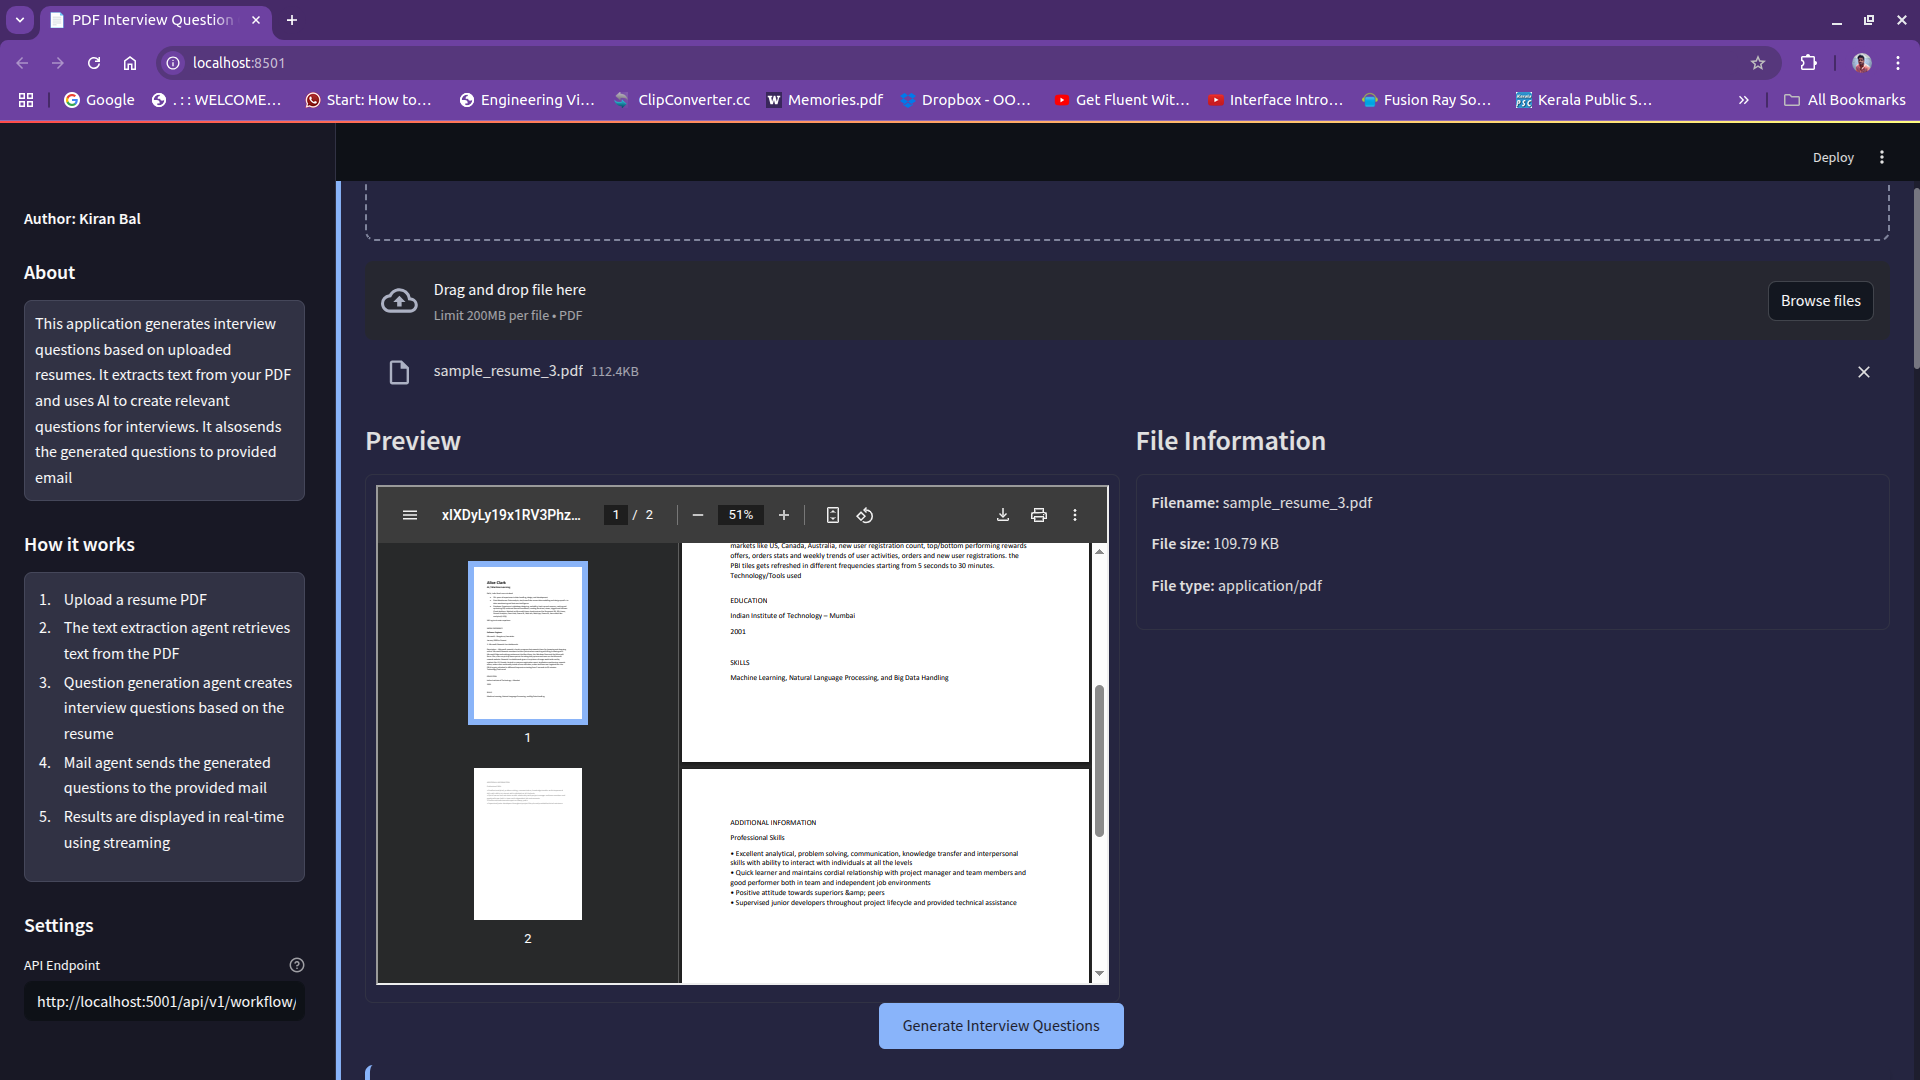 PDF Interview Question
localhost:8501
Google
.:: WELCOME...
Start: How to...
Engineering Vi...
ClipConverter.cc
Memories.pdf
Dropbox - OO...
Get Fluent Wit...
Interface Intro...
Fusion Ray So...
Kerala Public S...
All Bookmarks
Deploy
Author: Kiran Bal
About
This application generates interview
questions based on uploaded
resumes. It extracts text from your PDF
and uses AI to create relevant
questions for interviews. It alsosends
the generated questions to provided
email
How it works
1. Upload a resume PDF
2. The text extraction agent retrieves
text from the PDF
3. Question generation agent creates
interview questions based on the
resume
4. Mail agent sends the generated
questions to the provided mail
5. Results are displayed in real-time
using streaming
Settings
API Endpoint
http://localhost:5001/api/v1/workflow/
Drag and drop file here
Limit 200MB per file • PDF
Browse files
sample_resume_3.pdf 112.4KB
Preview
xIXDyLy19x1RV3Phz...
1 / 2
51%
Alice Clark
1
2
markets like US, Canada, Australia, new user registration count, top/bottom performing rewards
offers, orders stats and weekly trends of user activities, orders and new user registrations. the
PBI tiles gets refreshed in different frequencies starting from 5 seconds to 30 minutes.
Technology/Tools used
EDUCATION
Indian Institute of Technology – Mumbai
2001
SKILLS
Machine Learning, Natural Language Processing, and Big Data Handling
ADDITIONAL INFORMATION
Professional Skills
• Excellent analytical, problem solving, communication, knowledge transfer and interpersonal
skills with ability to interact with individuals at all the levels
• Quick learner and maintains cordial relationship with project manager and team members and
good performer both in team and independent job environments
• Positive attitude towards superiors &amp; peers
• Supervised junior developers throughout project lifecycle and provided technical assistance
File Information
Filename: sample_resume_3.pdf
File size: 109.79 KB
File type: application/pdf
Generate Interview Questions